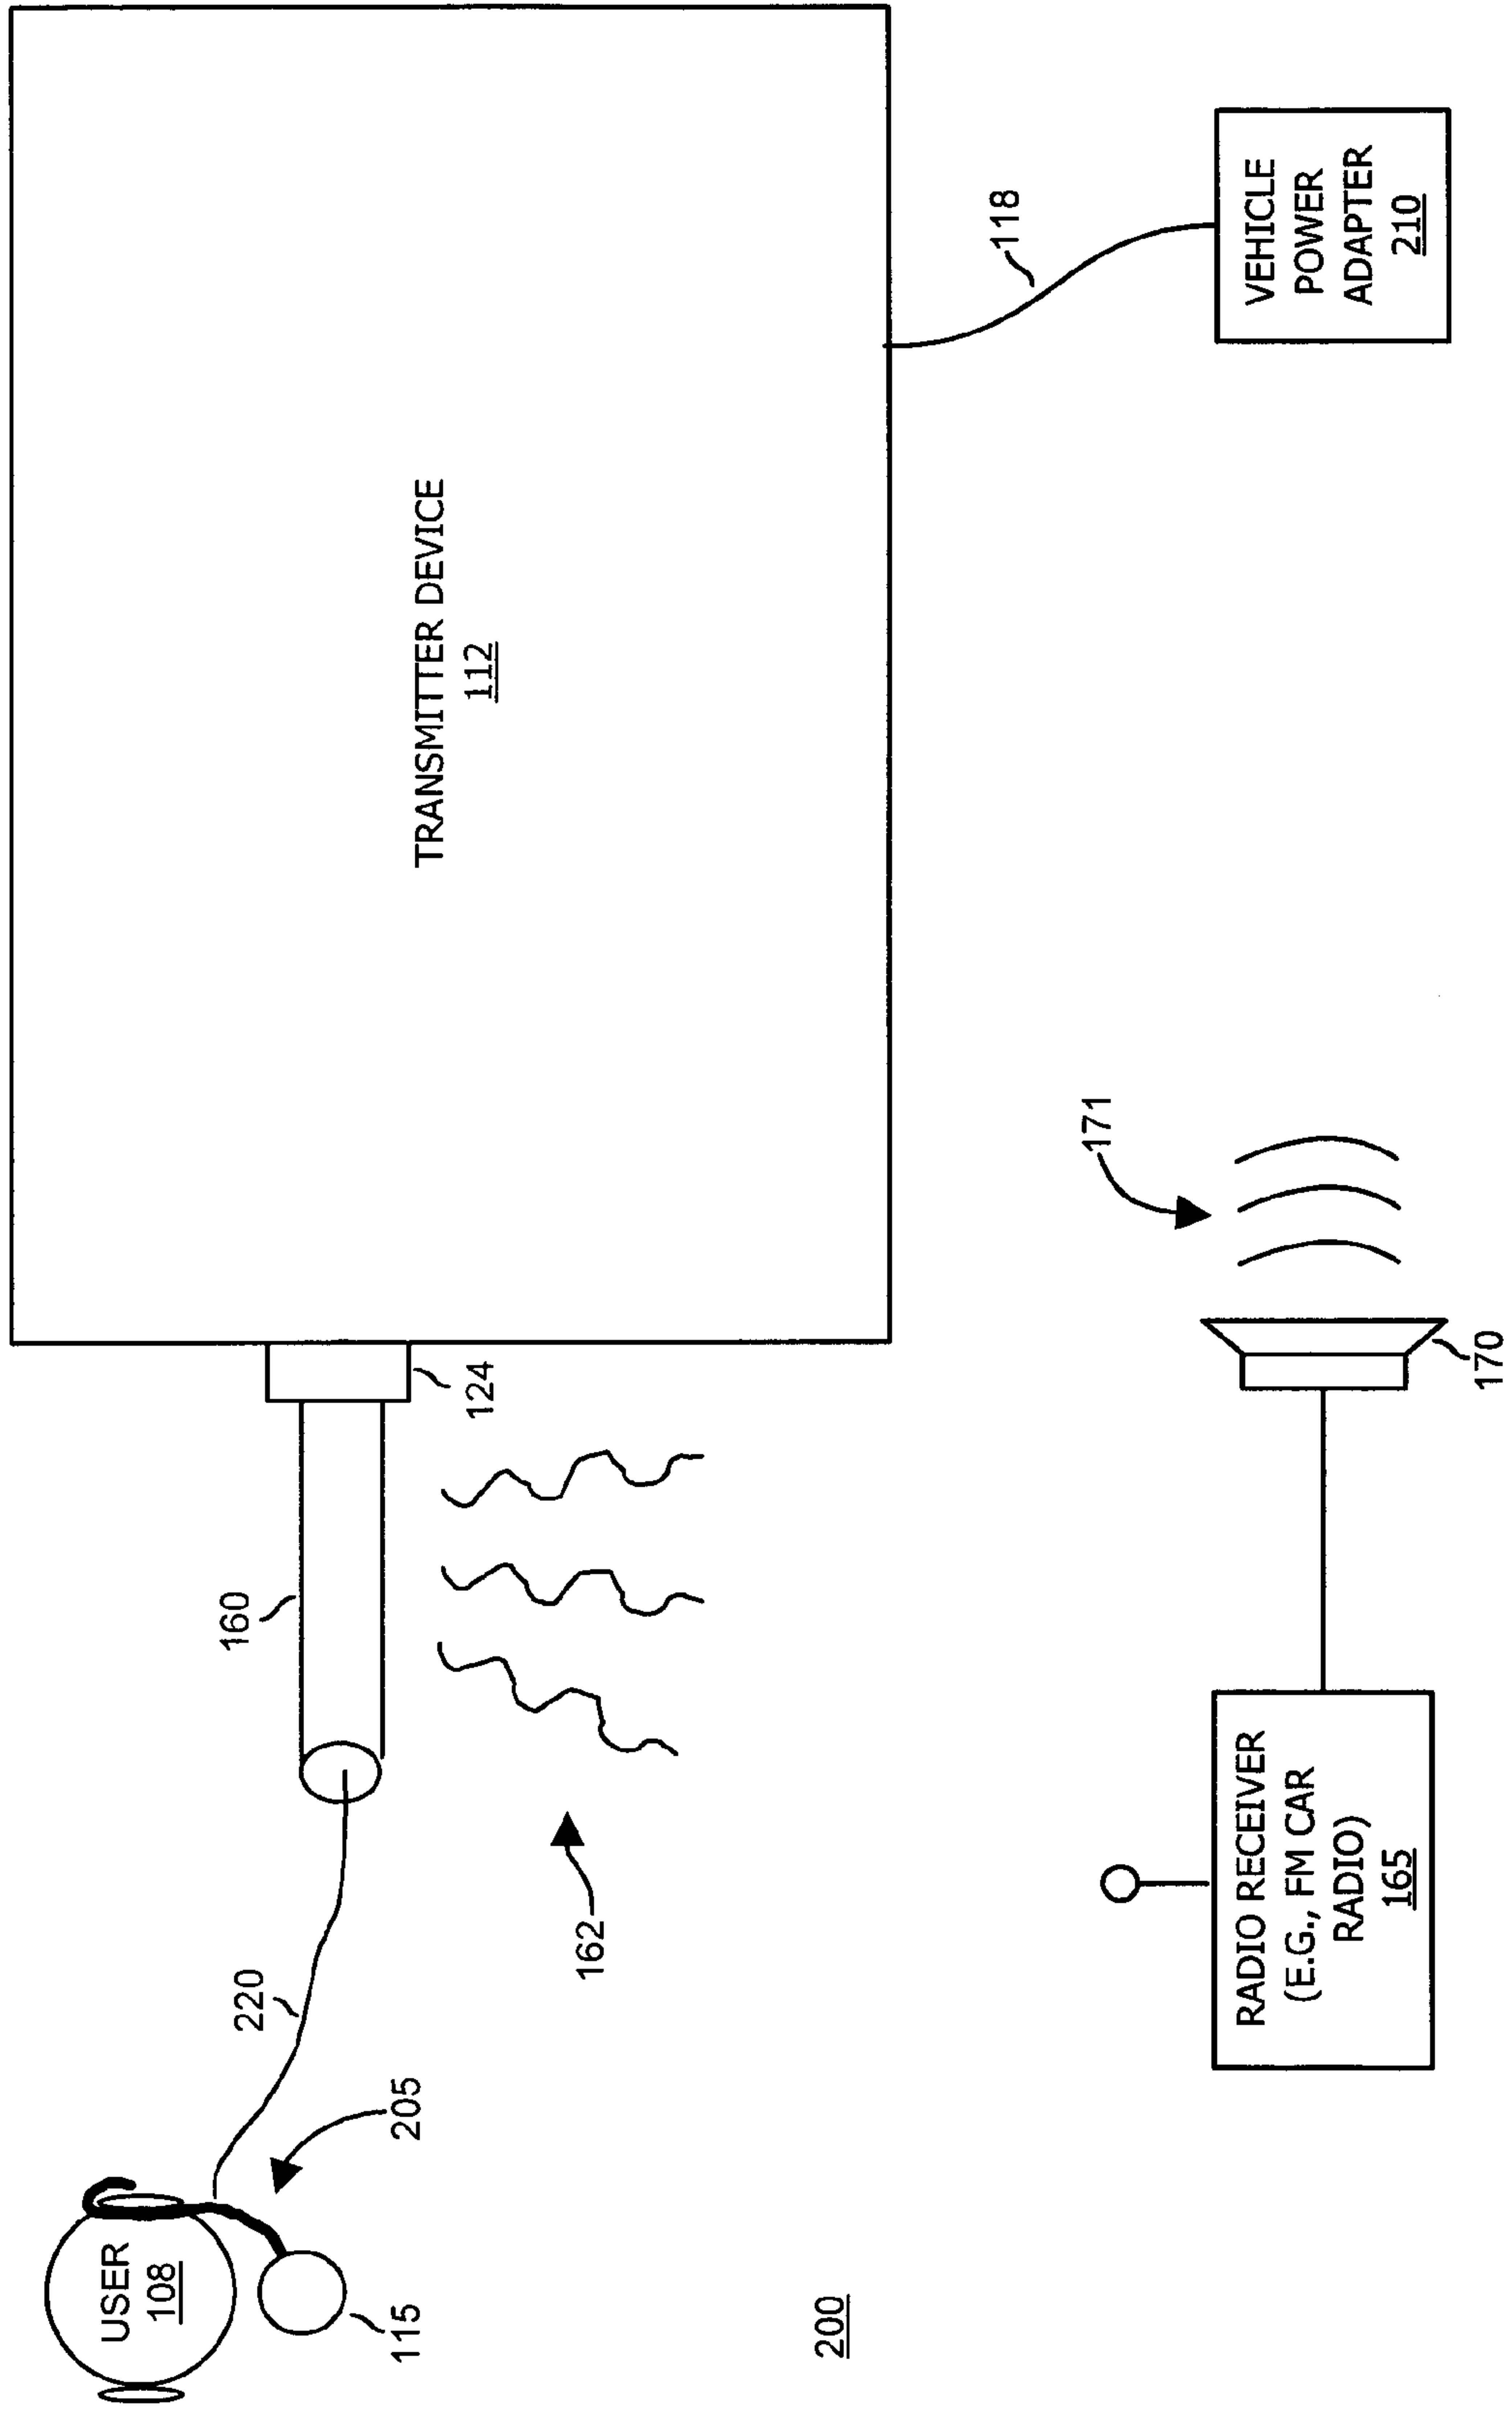 USER
108
115
205
220
160
162
124
TRANSMITTER DEVICE
112
118
VEHICLE
POWER
ADAPTER
210
171
170
RADIO RECEIVER
(E.G., FM CAR
RADIO)
165
200